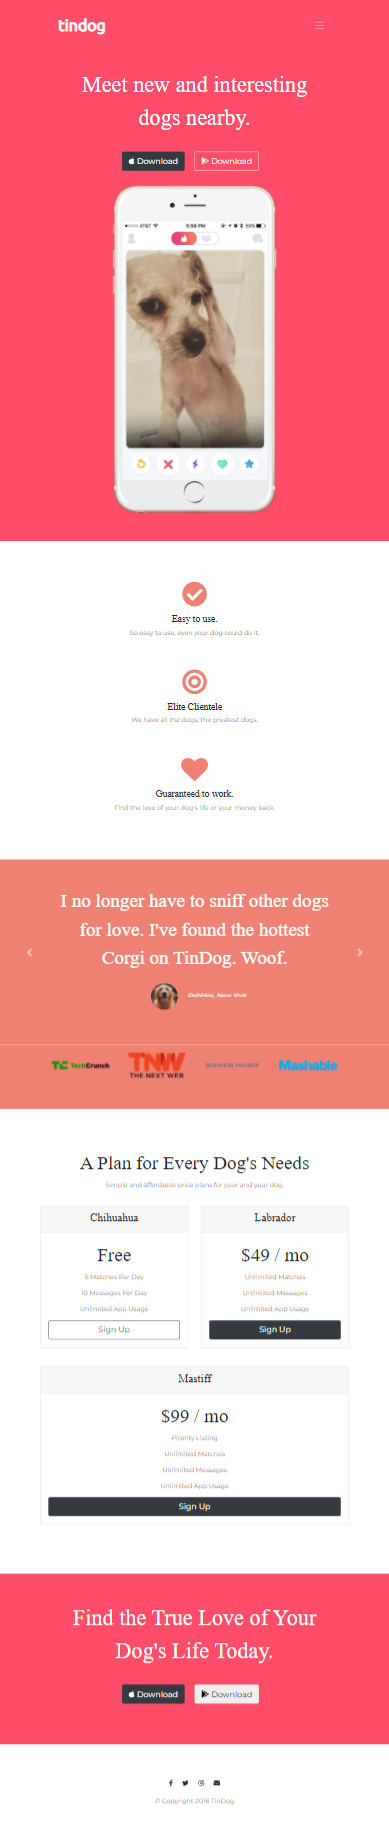 tindog
Meet new and interesting
dogs nearby.
Download
Download
AT&T
5:58 PM
55%
Easy to use.
So easy to use, even your dog could do it.
Elite Clientele
We have all the dogs, the greatest dogs.
Guaranteed to work.
Find the love of your dog's life or your money back.
I no longer have to sniff other dogs
for love. I've found the hottest
Corgi on TinDog. Woof.
New York
TechCrunch
TNW
THE NEXT WEB
BUSINESS INSIDER
Mashable
A Plan for Every Dog's Needs
Simple and affordable price plans for your and your dog.
Chihuahua
Free
5 Matches Per Day
10 Messages Per Day
Unlimited App Usage
Sign Up
Labrador
$49 / mo
Unlimited Matches
Unlimited Messages
Unlimited App Usage
Sign Up
Mastiff
$99 / mo
Pirority Listing
Unlimited Matches
Unlimited Messages
Unlimited App Usage
Sign Up
Find the True Love of Your
Dog's Life Today.
Download
Download
© Copyright 2018 TinDog